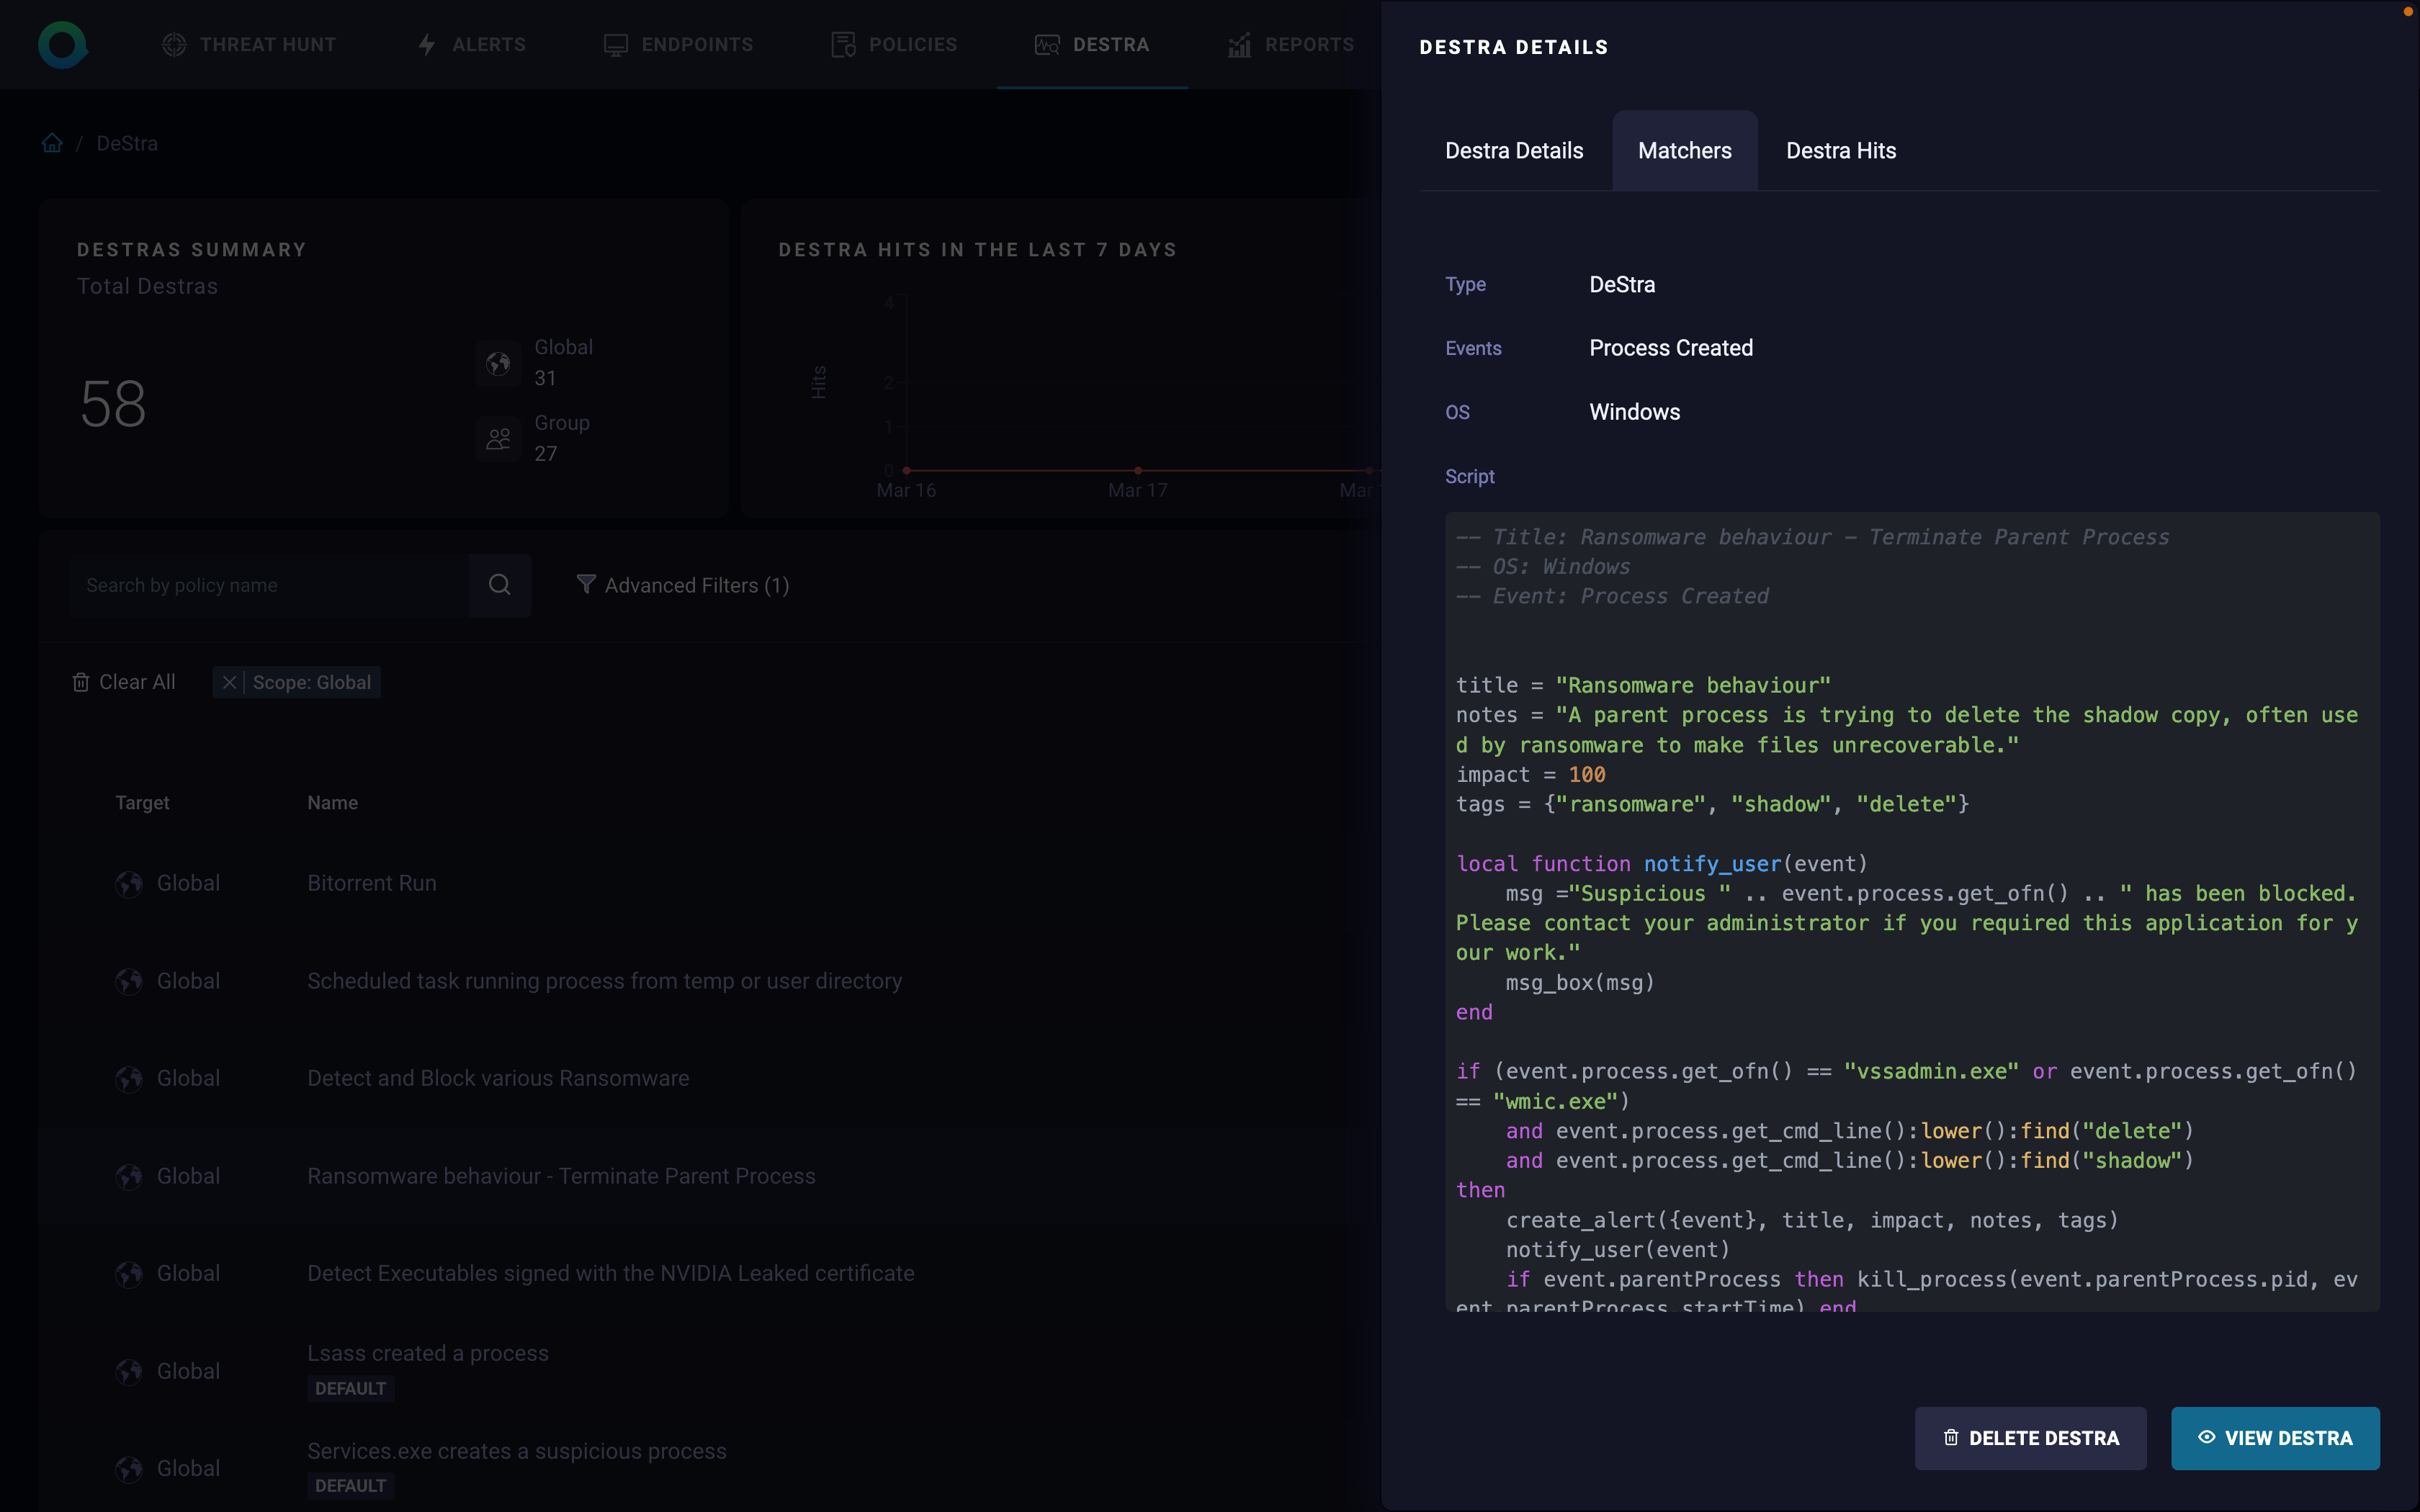 THREAT HUNT
ALERTS
ENDPOINTS
POLICIES
DESTRA
REPORTS
/ DeStra
DESTRAS SUMMARY
Total Destras
58
Global
31
Group
27
DESTRA HITS IN THE LAST 7 DAYS
Hits
4
2
1
0
Mar 16
Mar 17
Mar
Search by policy name
Advanced Filters (1)
Clear All
Scope: Global
Target Name
Global Bitorrent Run
Global Scheduled task running process from temp or user directory
Global Detect and Block various Ransomware
Global Ransomware behaviour - Terminate Parent Process
Global Detect Executables signed with the NVIDIA Leaked certificate
Global Lsass created a process
DEFAULT
Global Services.exe creates a suspicious process
DEFAULT
DESTRA DETAILS
Destra Details
Matchers
Destra Hits
Type DeStra
Events Process Created
OS Windows
Script
-- Title: Ransomware behaviour - Terminate Parent Process
-- OS: Windows
-- Event: Process Created
title = "Ransomware behaviour"
notes = "A parent process is trying to delete the shadow copy, often use
d by ransomware to make files unrecoverable."
impact = 100
tags = {"ransomware", "shadow", "delete"}
local function notify_user(event)
msg ="Suspicious " .. event.process.get_ofn() .. " has been blocked.
Please contact your administrator if you required this application for y
our work."
msg_box(msg)
end
if (event.process.get_ofn() == "vssadmin.exe" or event.process.get_ofn()
== "wmic.exe")
and event.process.get_cmd_line():lower():find("delete")
and event.process.get_cmd_line():lower():find("shadow")
then
create_alert({event}, title, impact, notes, tags)
notify_user(event)
if event.parentProcess then kill_process(event.parentProcess.pid, ev
ent.parentProcess.startTime) end
DELETE DESTRA
VIEW DESTRA